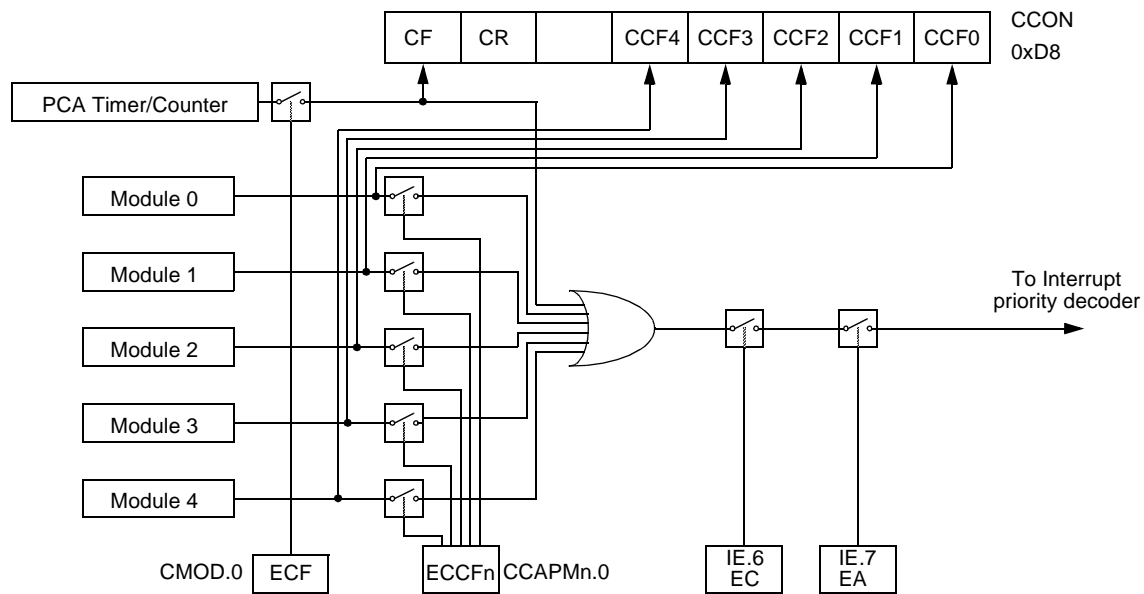 CF CR CCF4 CCF3 CCF2 CCF1 CCF0
CCON
0xD8
PCA Timer/Counter
Module 0
Module 1
Module 2
Module 3
Module 4
To Interrupt
priority decoder
CMOD.0
ECF
ECCFn
CCAPMn.0
IE.6
EC
IE.7
EA